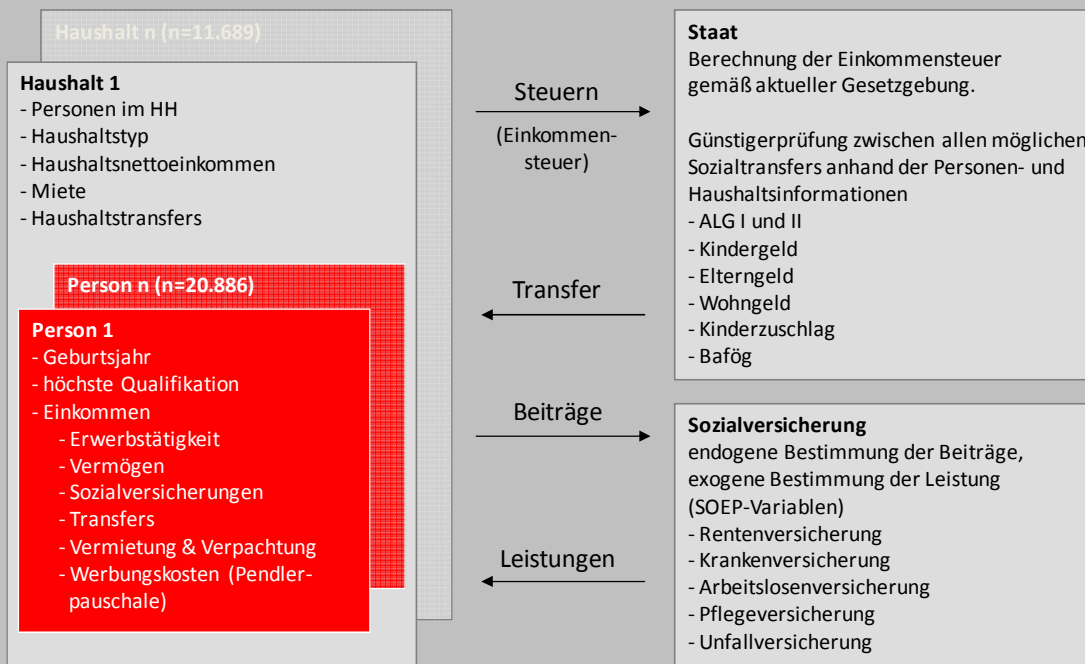 Haushalt n (n=11.689)
Haushalt 1
- Personen im HH
- Haushaltstyp
- Haushaltsnettoeinkommen
- Miete
- Haushaltstransfers
Person n (n=20.886)
Person 1
- Geburtsjahr
- höchste Qualifikation
- Einkommen
- Erwerbstätigkeit
- Vermögen
- Sozialversicherungen
- Transfers
- Vermietung & Verpachtung
- Werbungskosten (Pendler-
pauschale)
Steuern
(Einkommen-
steuer)
Transfer
Beiträge
Leistungen
Staat
Berechnung der Einkommensteuer
gemäß aktueller Gesetzgebung.
Günstigerprüfung zwischen allen möglichen
Sozialtransfers anhand der Personen- und
Haushaltsinformationen
- ALG I und II
- Kindergeld
- Elterngeld
- Wohngeld
- Kinderzuschlag
- Bafög
Sozialversicherung
endogene Bestimmung der Beiträge,
exogene Bestimmung der Leistung
(SOEP-Variablen)
- Rentenversicherung
- Krankenversicherung
- Arbeitslosenversicherung
- Pflegeversicherung
- Unfallversicherung